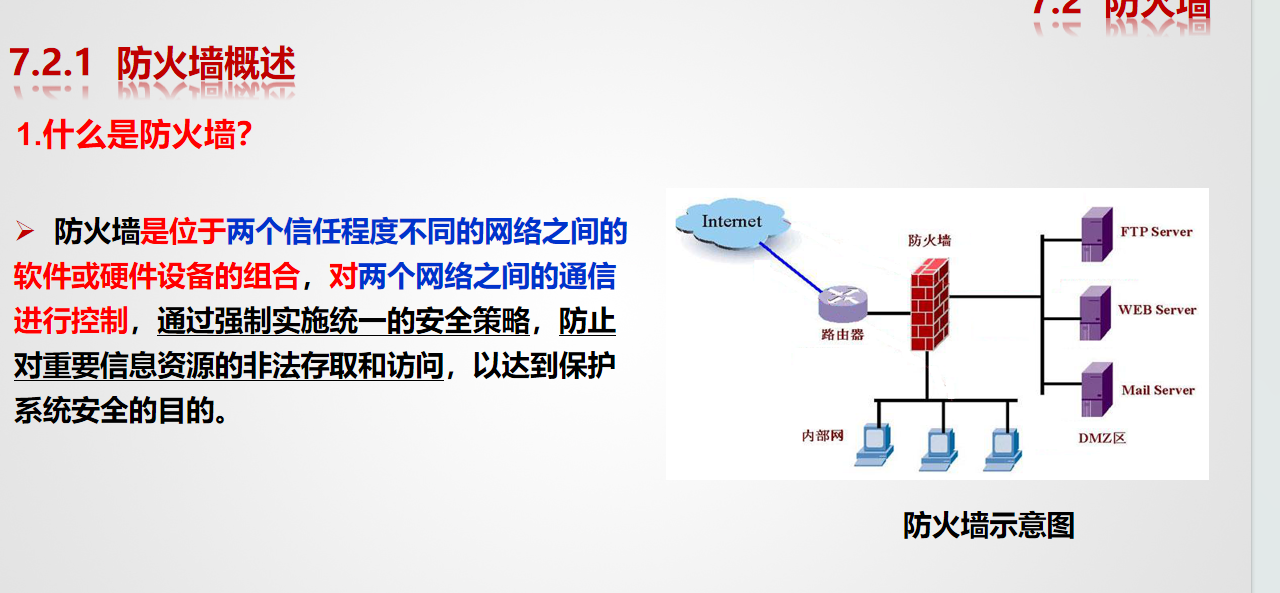 7.2 防火墙
7.2.1 防火墙概述
1.什么是防火墙?
防火墙是位于两个信任程度不同的网络之间的
软件或硬件设备的组合，对两个网络之间的通信
进行控制，通过强制实施统一的安全策略，防止
对重要信息资源的非法存取和访问，以达到保护
系统安全的目的。
Internet
防火墙
路由器
FTP Server
WEB Server
Mail Server
内部网
DMZ区
防火墙示意图